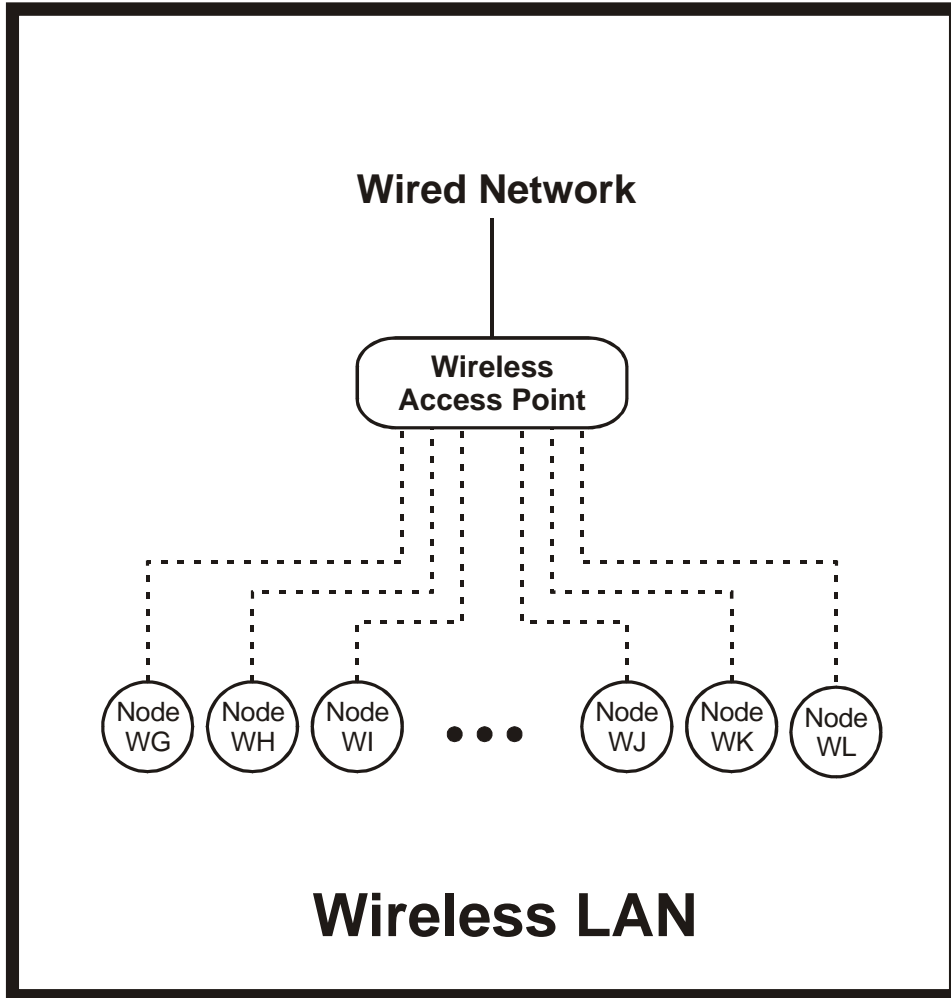 Wired Network
Wireless
Access Point
Node
WG
Node
WH
Node
WI
Node
WJ
Node
WK
Node
WL
Wireless LAN